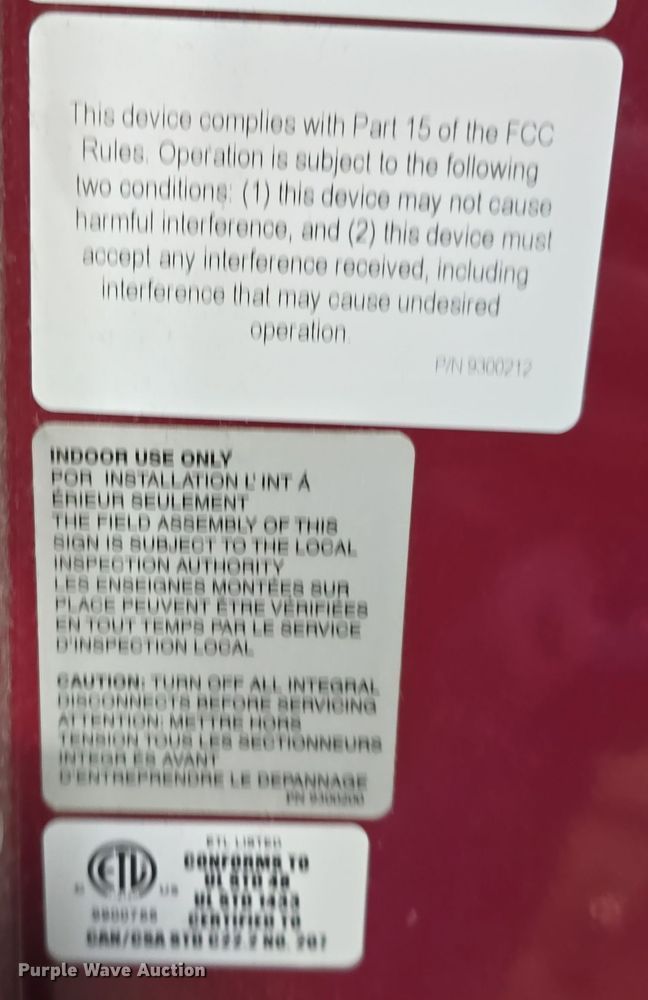 This device complies with Part 15 of the FCC
Rules. Operation is subject to the following
two conditions: (1) this device may not cause
harmful interference, and (2) this device must
accept any interference received, including
interference that may cause undesired
operation.
P/N 9300212
INDOOR USE ONLY
POR INSTALLATION L' INT Á
ÉRIEUR SEULEMENT
THE FIELD ASSEMBLY OF THIS
SIGN IS SUBJECT TO THE LOCAL
INSPECTION AUTHORITY
LES ENSEIGNES MONTÉES SUR
PLACE PEUVENT ÊTRE VÉRIFIÉES
EN TOUT TEMPS PAR LE SERVICE
D'INSPECTION LOCAL
CAUTION: TURN OFF ALL INTEGRAL
DISCONNECTS BEFORE SERVICING
ATTENTION: METTRE HORS
TENSION TOUS LES SECTIONNEURS
INTEGR ÉS AVANT
D'ENTREPRENDRE LE DEPANNAGE
PN 9300200
ETL LISTED
CONFORMS TO
UL STD 48
UL STD 1433
CERTIFIED TO
CAN/CSA STD C22.2 NO. 207
ETL
US
Purple Wave Auction